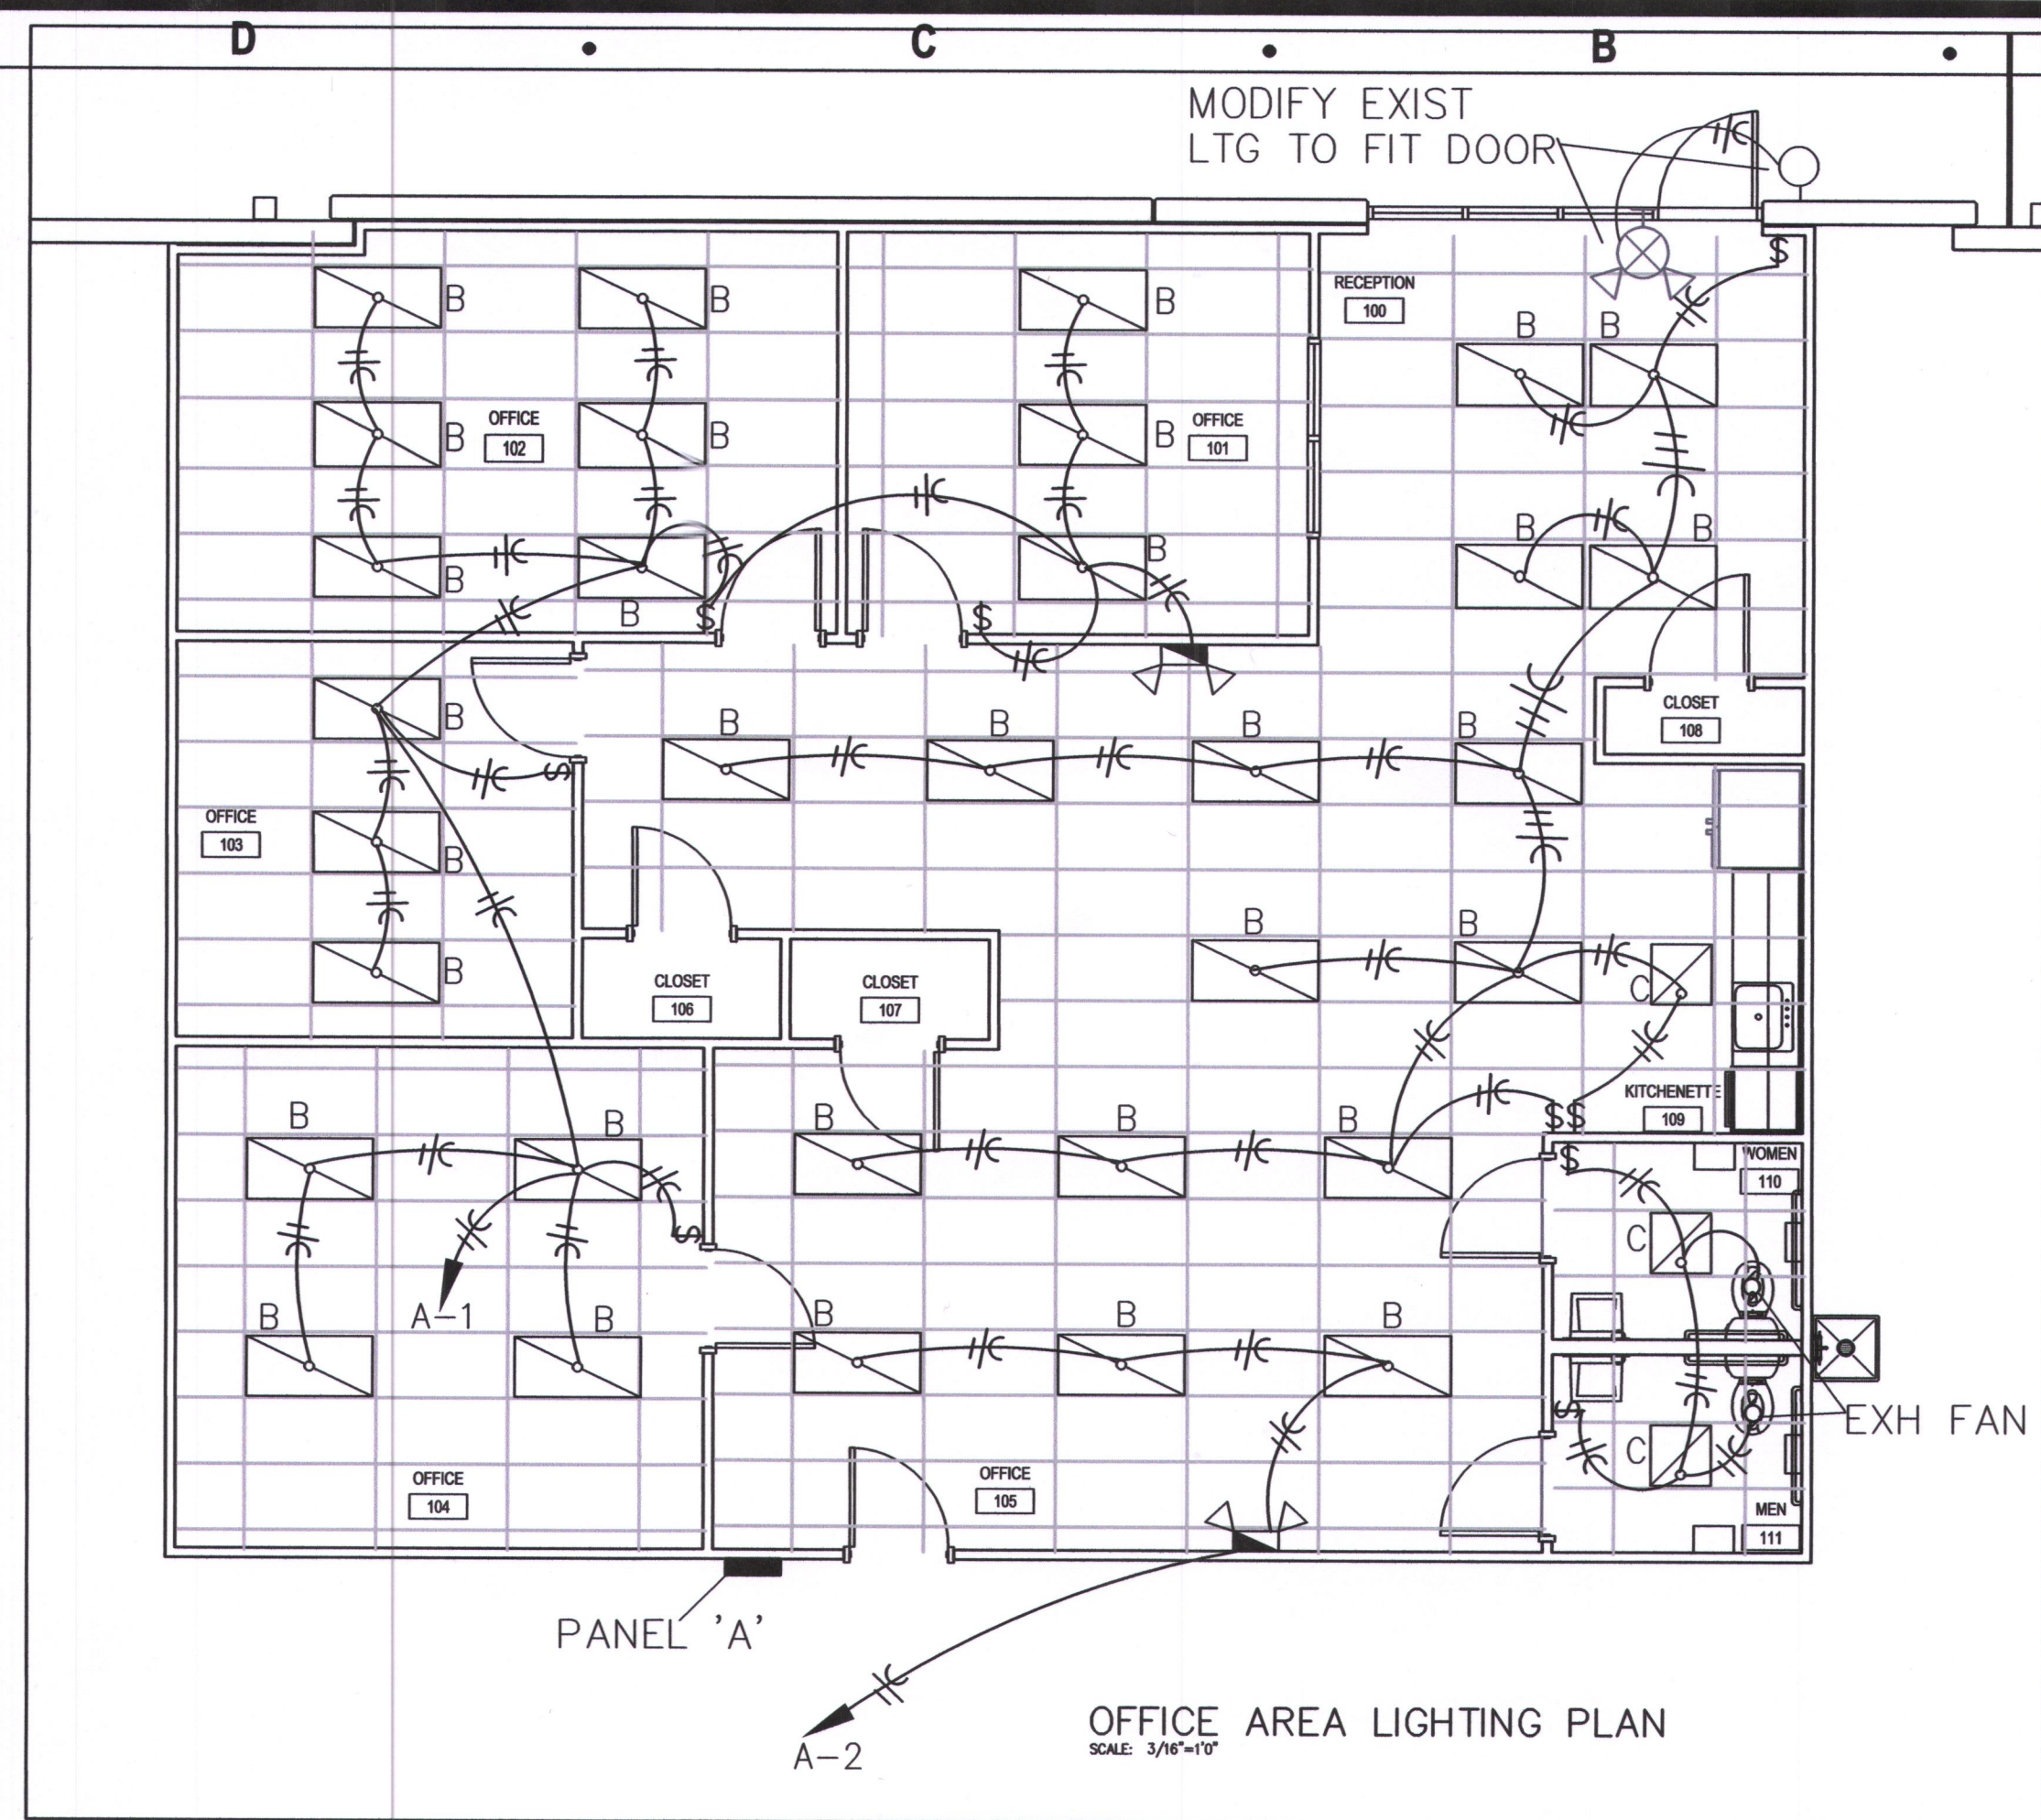 D
C
B
MODIFY EXIST
LTG TO FIT DOOR
$
RECEPTION
100
B
B
B
B
B
B
B
OFFICE
102
B
B
OFFICE
101
B
B
B
B
B
B
$
$
B
CLOSET
108
B
B
B
B
B
$
OFFICE
103
B
B
B
B
CLOSET
106
CLOSET
107
C
KITCHENETTE
109
$$
B
B
B
B
B
$
WOMEN
110
$
C
A-1
B
B
B
B
B
$
EXH FAN
C
OFFICE
104
OFFICE
105
MEN
111
PANEL 'A'
A-2
OFFICE AREA LIGHTING PLAN
SCALE: 3/16"=1'0"